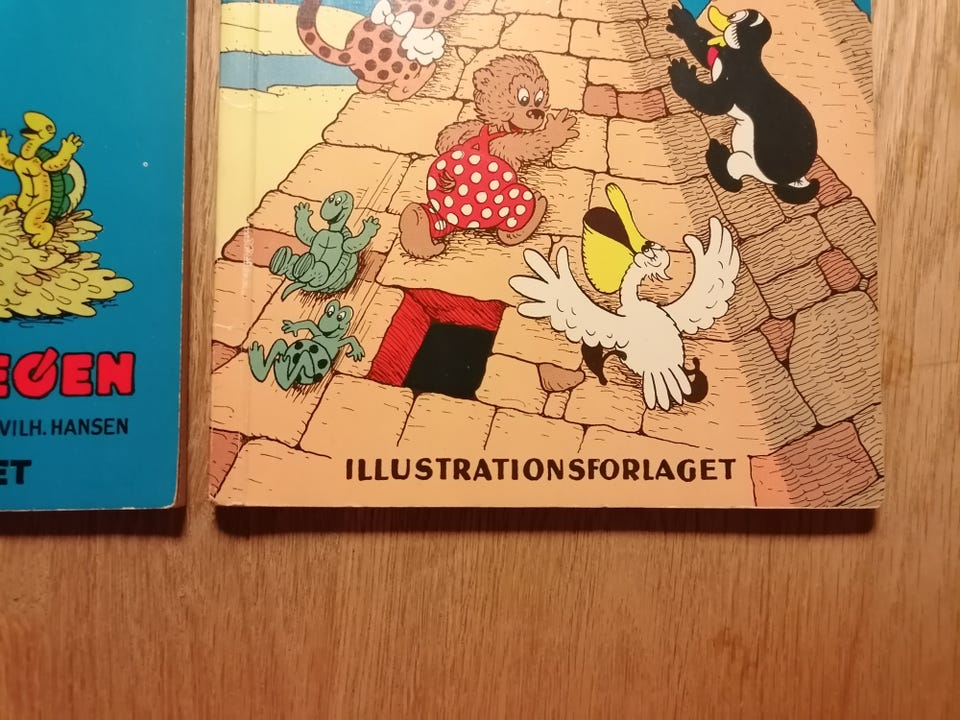 EGEN
VILH. HANSEN
ET
ILLUSTRATIONSFORLAGET